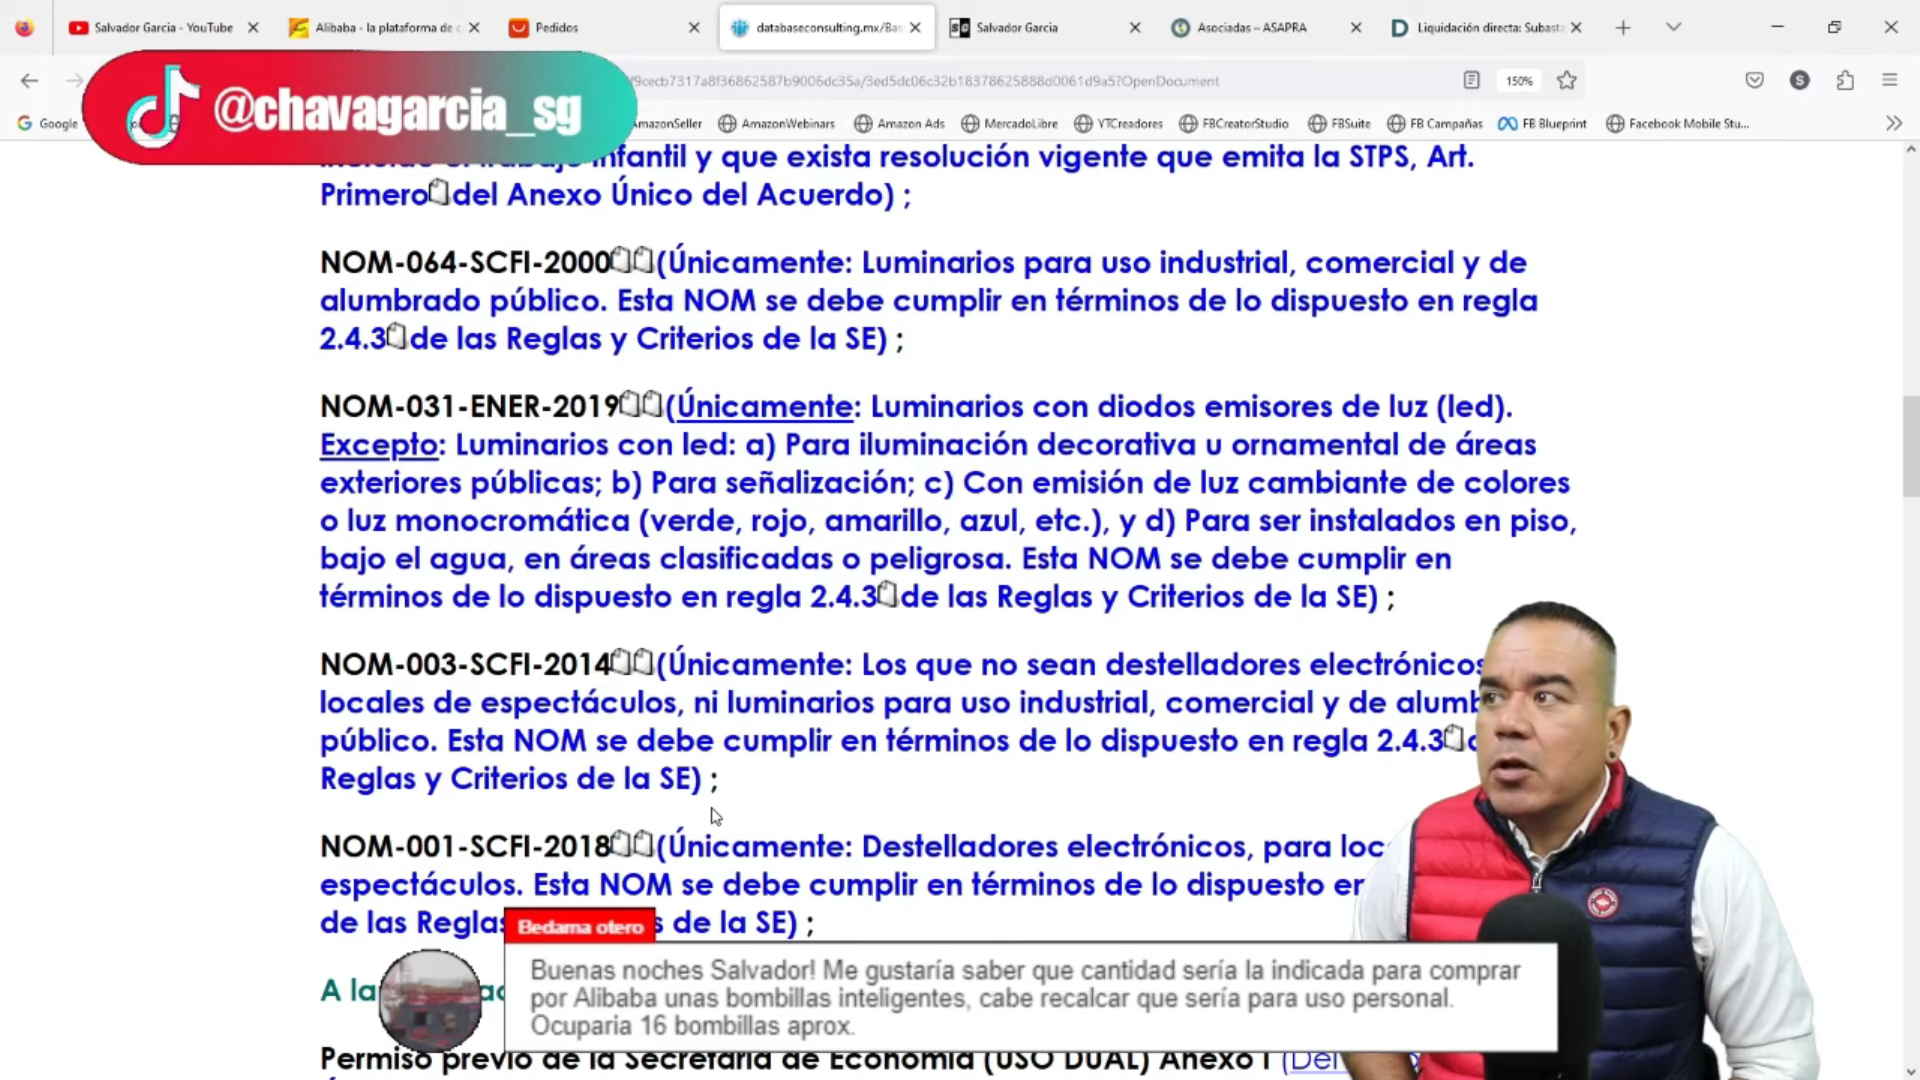 Salvador Garcia - YouTube
Alibaba - la plataforma de c
Pedidos
databaseconsulting.mx/Bas
Salvador Garcia
Asociadas – ASAPRA
Liquidación directa: Subasta
@chavagarcia_sg
f9cecb7317a8f36862587b9006dc35a/3ed5dc06c32b18378625888d0061d9a5?OpenDocument
150%
S
Google
AmazonSeller
AmazonWebinars
Amazon Ads
MercadoLibre
YTCreadores
FBCreatorStudio
FBSuite
FB Campañas
FB Blueprint
Facebook Mobile Stu...
infantil y que exista resolución vigente que emita la STPS, Art.
Primero del Anexo Único del Acuerdo) ;
NOM-064-SCFI-2000 (Únicamente: Luminarios para uso industrial, comercial y de
alumbrado público. Esta NOM se debe cumplir en términos de lo dispuesto en regla
2.4.3 de las Reglas y Criterios de la SE) ;
NOM-031-ENER-2019 (Únicamente: Luminarios con diodos emisores de luz (led).
Excepto: Luminarios con led: a) Para iluminación decorativa u ornamental de áreas
exteriores públicas; b) Para señalización; c) Con emisión de luz cambiante de colores
o luz monocromática (verde, rojo, amarillo, azul, etc.), y d) Para ser instalados en piso,
bajo el agua, en áreas clasificadas o peligrosa. Esta NOM se debe cumplir en
términos de lo dispuesto en regla 2.4.3 de las Reglas y Criterios de la SE) ;
NOM-003-SCFI-2014 (Únicamente: Los que no sean destelladores electrónicos
locales de espectáculos, ni luminarios para uso industrial, comercial y de alumb
público. Esta NOM se debe cumplir en términos de lo dispuesto en regla 2.4.3
Reglas y Criterios de la SE) ;
NOM-001-SCFI-2018 (Únicamente: Destelladores electrónicos, para loc
espectáculos. Esta NOM se debe cumplir en términos de lo dispuesto en
de las Reglas s de la SE) ;
Bedama otero
A la
Buenas noches Salvador! Me gustaría saber que cantidad sería la indicada para comprar
por Alibaba unas bombillas inteligentes, cabe recalcar que sería para uso personal.
Ocuparia 16 bombillas aprox.
Permiso previo de la Secretaría de Economía (USO DUAL) Anexo I (Del